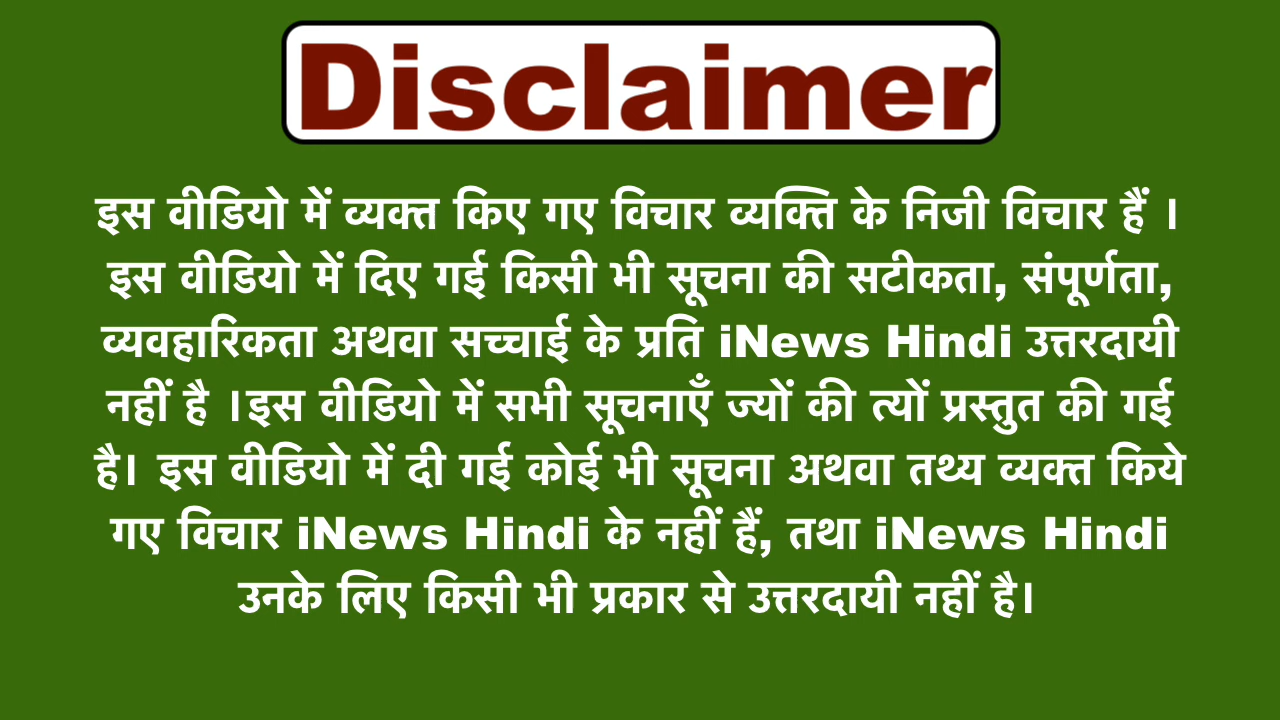 Disclaimer
इस वीडियो में व्यक्त किए गए विचार व्यक्ति के निजी विचार हैं ।
इस वीडियो में दिए गई किसी भी सूचना की सटीकता, संपूर्णता,
व्यवहारिकता अथवा सच्चाई के प्रति iNews Hindi उत्तरदायी
नहीं है ।इस वीडियो में सभी सूचनाएँ ज्यों की त्यों प्रस्तुत की गई
है। इस वीडियो में दी गई कोई भी सूचना अथवा तथ्य व्यक्त किये
गए विचार iNews Hindi के नहीं हैं, तथा iNews Hindi
उनके लिए किसी भी प्रकार से उत्तरदायी नहीं है।